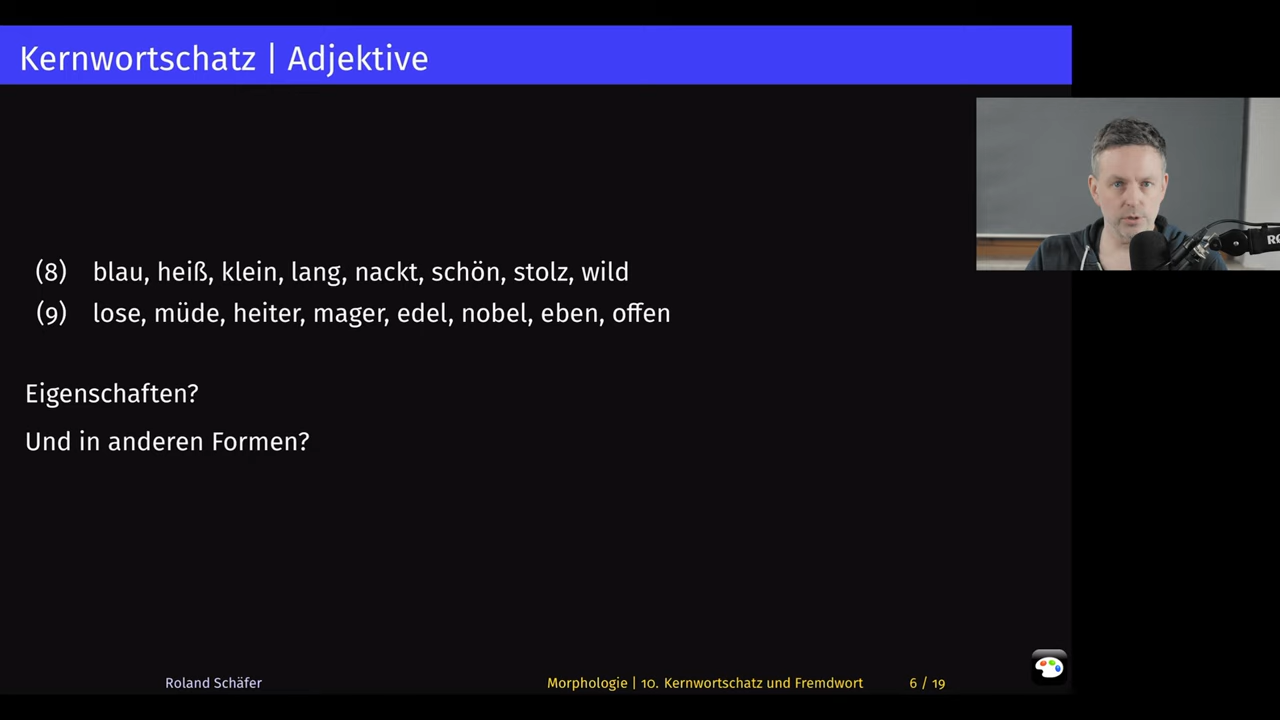 Kernwortschatz | Adjektive
(8) blau, heiß, klein, lang, nackt, schön, stolz, wild
(9) lose, müde, heiter, mager, edel, nobel, eben, offen
Eigenschaften?
Und in anderen Formen?
Roland Schäfer
Morphologie | 10. Kernwortschatz und Fremdwort
6 / 19